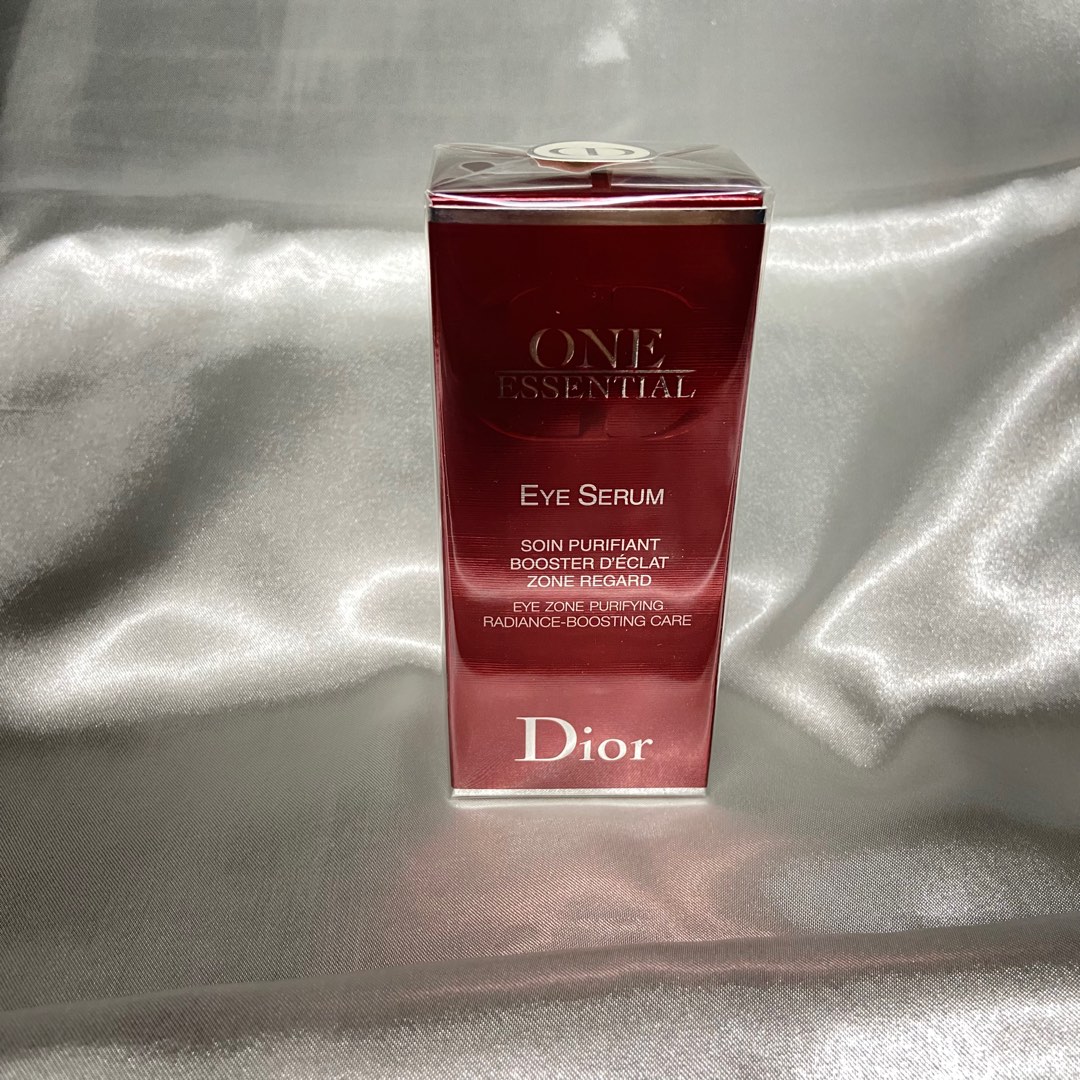 ONE
ESSENTIAL
EYE SERUM
SOIN PURIFIANT
BOOSTER D'ÉCLAT
ZONE REGARD
EYE ZONE PURIFYING
RADIANCE-BOOSTING CARE
Dior